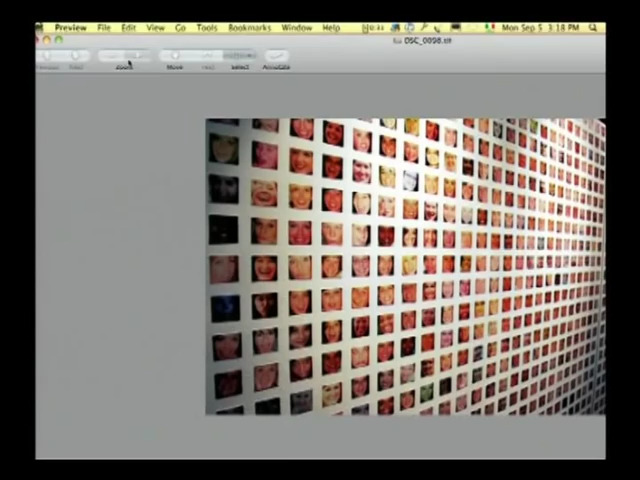 Preview File Edit View Go Tools Bookmarks Window Help Mon Sep 5 3:18 PM
DSC_0098.tif
Zoom Move Text Select Annotate